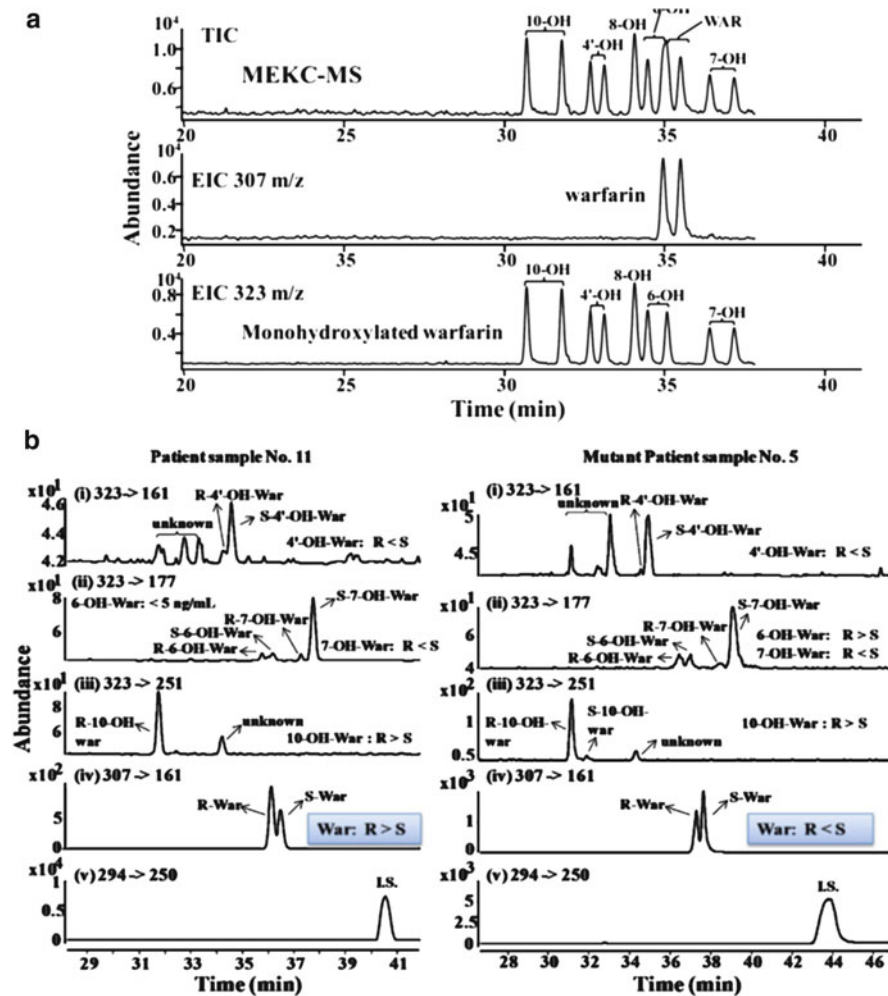 a
TIC
MEKC-MS
10⁴
1.0
0.6
10-OH
4'-OH
8-OH
WAR
7-OH
20 25 30 35 40
Abundance
10⁴
EIC 307 m/z
warfarin
0.6
0.4
0.2
20 25 30 35 40
10⁴
EIC 323 m/z
Monohydroxylated warfarin
0.8
0.4
10-OH
4'-OH
8-OH
6-OH
7-OH
20 25 30 35 40
Time (min)
b
Patient sample No. 11
Abundance
x10¹
(i) 323-> 161
4.6
4.4
4.2
unknown
R-4'-OH-War
S-4'-OH-War
4'-OH-War: R < S
x10¹
(ii) 323 -> 177
8
6
6-OH-War: < 5 ng/mL
S-7-OH-War
R-7-OH-War
S-6-OH-War
R-6-OH-War
7-OH-War: R < S
x10¹
(iii) 323 -> 251
8
6
R-10-OH-
war
unknown
10-OH-War : R > S
x10²
(iv) 307 -> 161
5
0
R-War
S-War
War: R > S
x10⁴
(v) 294 -> 250
1
0.5
0
I.S.
29 31 33 35 37 39 41
Time (min)
Mutant Patient sample No. 5
x10¹
(i) 323->161
5
4.5
unknown
R-4'-OH-War
S-4'-OH-War
4'-OH-War: R < S
x10¹
(ii) 323 -> 177
6
4
S-7-OH-War
R-7-OH-War
S-6-OH-War
R-6-OH-War
6-OH-War: R > S
7-OH-War: R < S
x10²
(iii) 323 -> 251
1
0.5
R-10-OH-
war
S-10-OH-
war
unknown
10-OH-War : R > S
x10³
(iv) 307 -> 161
1
0
R-War
S-War
War: R < S
x10³
(v) 294 -> 250
5
2.5
0
I.S.
28 31 34 36 38 42 44 46
Time (min)